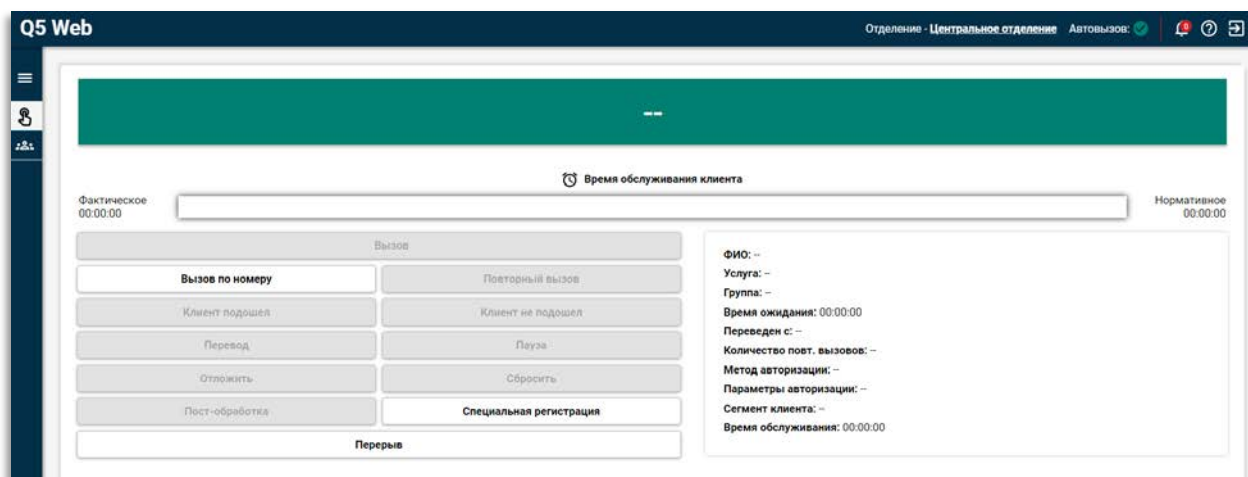 Q5 Web
Отделение - Центральное отделение Автовызов:
--
Время обслуживания клиента
Фактическое
00:00:00
Нормативное
00:00:00
Вызов
Вызов по номеру
Повторный вызов
Клиент подошел
Клиент не подошел
Перевод
Пауза
Отложить
Сбросить
Пост-обработка
Специальная регистрация
Перерыв
ФИО: --
Услуга: --
Группа: --
Время ожидания: 00:00:00
Переведен с: --
Количество повт. вызовов: --
Метод авторизации: --
Параметры авторизации: --
Сегмент клиента: --
Время обслуживания: 00:00:00